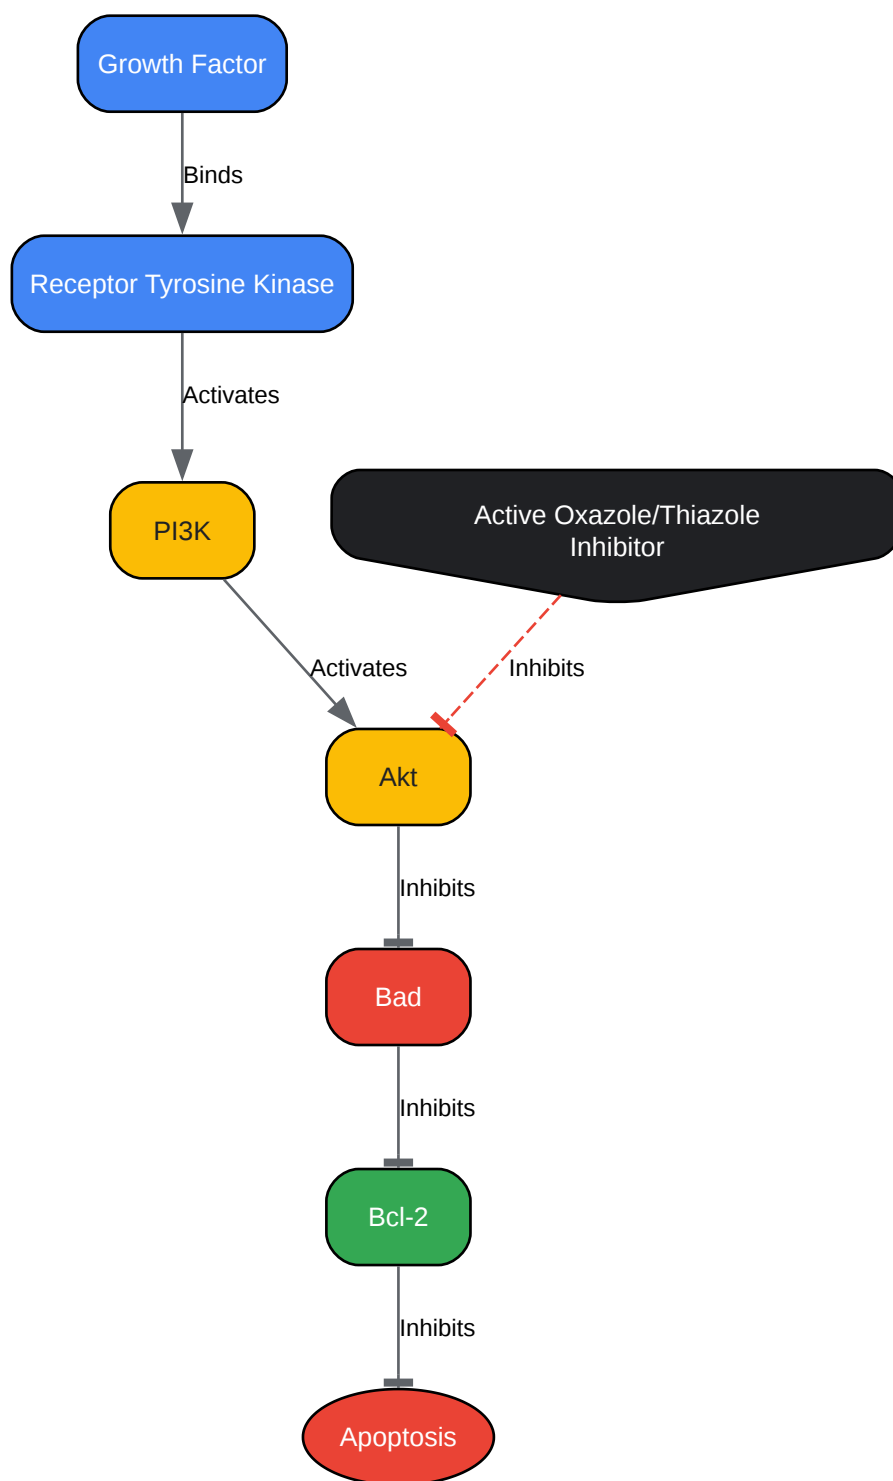 Growth Factor
Binds
Receptor Tyrosine Kinase
Activates
PI3K
Active Oxazole/Thiazole
Inhibitor
Activates
Inhibits
Akt
Inhibits
Bad
Inhibits
Bcl-2
Inhibits
Apoptosis